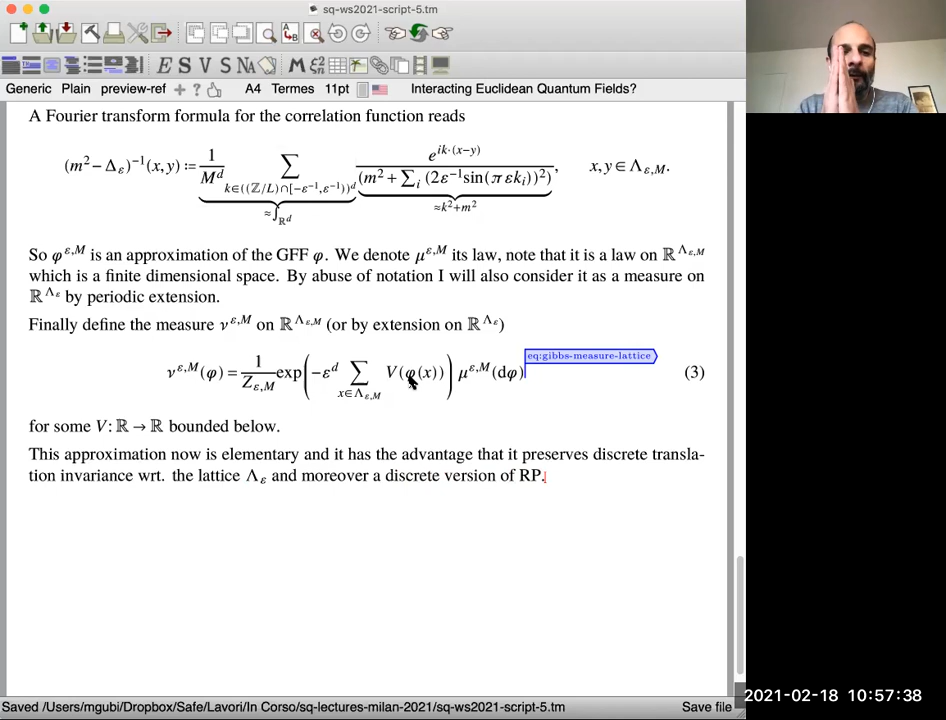 sq-ws2021-script-5.tm
E S V S NA M
Generic Plain preview-ref + ? A4 Termes 11pt Interacting Euclidean Quantum Fields?
A Fourier transform formula for the correlation function reads
(m² − Δ_ε)⁻¹(x, y) ≔ 1/M^d ∑_{k∈((ℤ/L)∩[−ε⁻¹,ε⁻¹))^d} e^{ik·(x−y)}/(m² + ∑_i (2ε⁻¹sin(πεk_i))²), x, y ∈ Λ_{ε,M}.
≈∫_{ℝ^d} ≈k²+m²
So φ^{ε,M} is an approximation of the GFF φ. We denote μ^{ε,M} its law, note that it is a law on ℝ^{Λ_{ε,M}}
which is a finite dimensional space. By abuse of notation I will also consider it as a measure on
ℝ^{Λ_ε} by periodic extension.
Finally define the measure ν^{ε,M} on ℝ^{Λ_{ε,M}} (or by extension on ℝ^{Λ_ε})
eq:gibbs-measure-lattice
ν^{ε,M}(φ) = 1/Z_{ε,M} exp(−ε^d ∑_{x∈Λ_{ε,M}} V(φ(x))) μ^{ε,M}(dφ) (3)
for some V: ℝ → ℝ bounded below.
This approximation now is elementary and it has the advantage that it preserves discrete transla-
tion invariance wrt. the lattice Λ_ε and moreover a discrete version of RP.
2021-02-18 10:57:38
Saved /Users/mgubi/Dropbox/Safe/Lavori/In Corso/sq-lectures-milan-2021/sq-ws2021-script-5.tm Save file